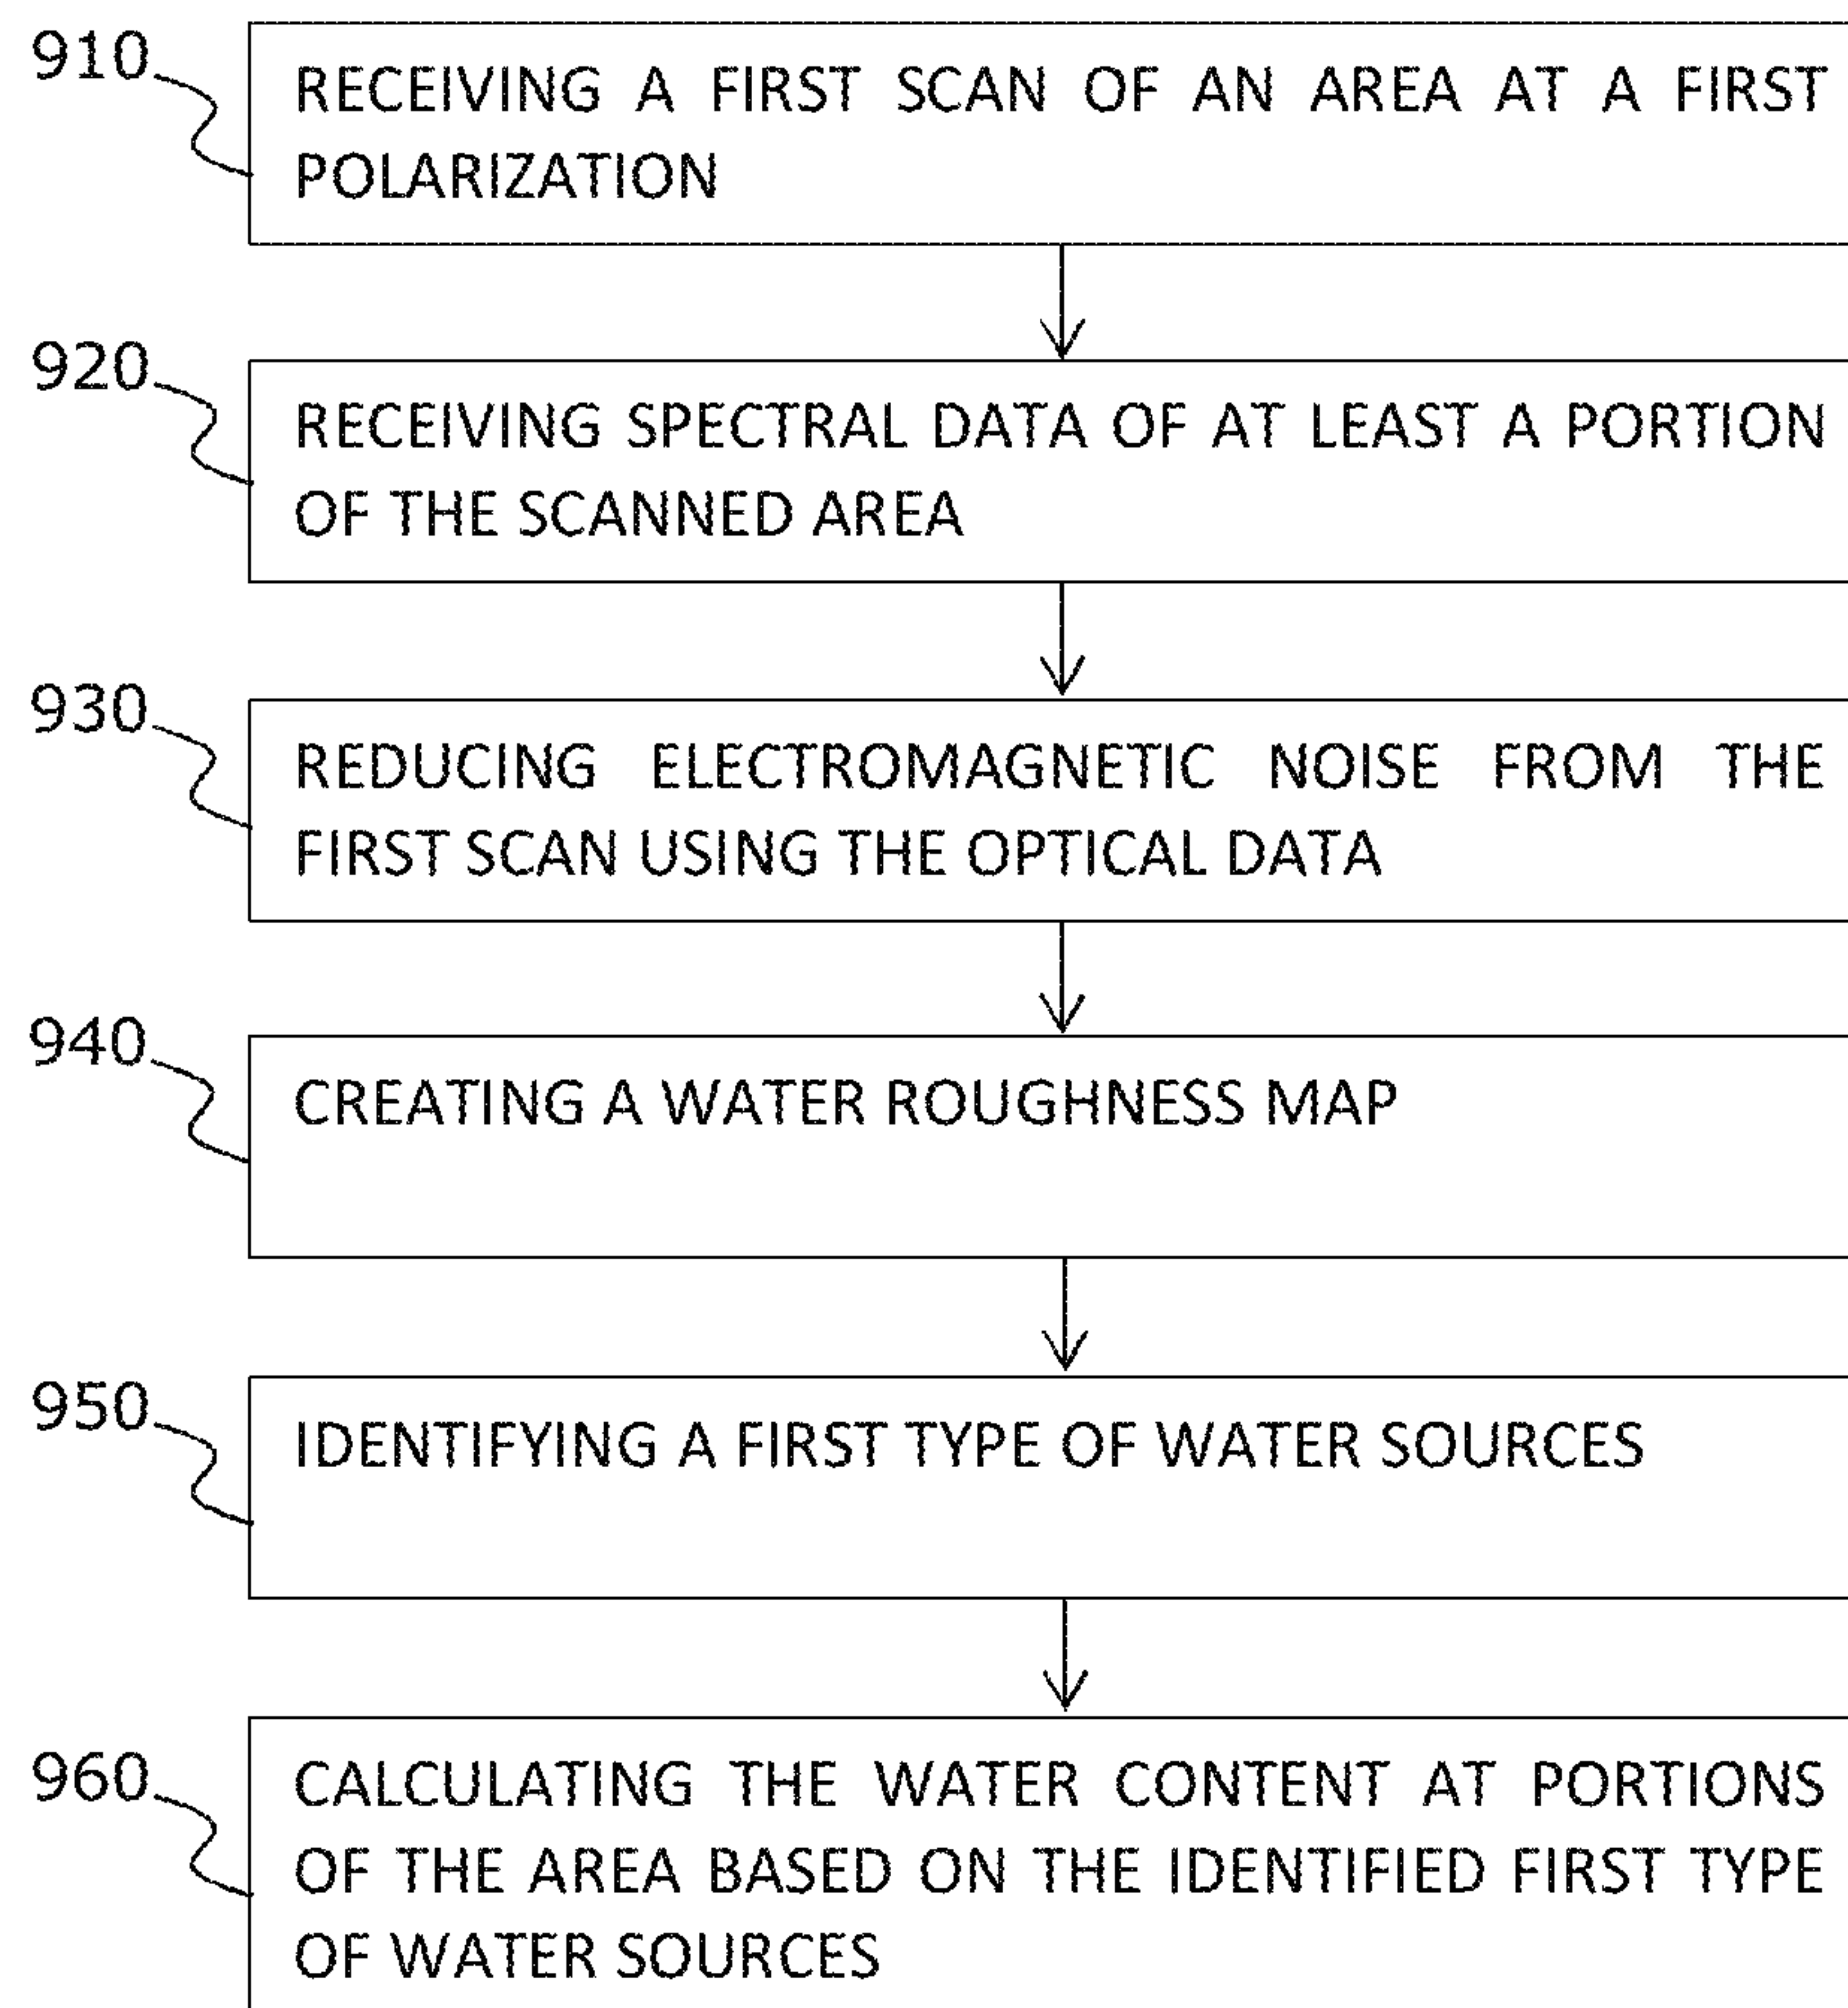 910
RECEIVING A FIRST SCAN OF AN AREA AT A FIRST
POLARIZATION
920
RECEIVING SPECTRAL DATA OF AT LEAST A PORTION
OF THE SCANNED AREA
930
REDUCING ELECTROMAGNETIC NOISE FROM THE
FIRST SCAN USING THE OPTICAL DATA
940
CREATING A WATER ROUGHNESS MAP
950
IDENTIFYING A FIRST TYPE OF WATER SOURCES
960
CALCULATING THE WATER CONTENT AT PORTIONS
OF THE AREA BASED ON THE IDENTIFIED FIRST TYPE
OF WATER SOURCES